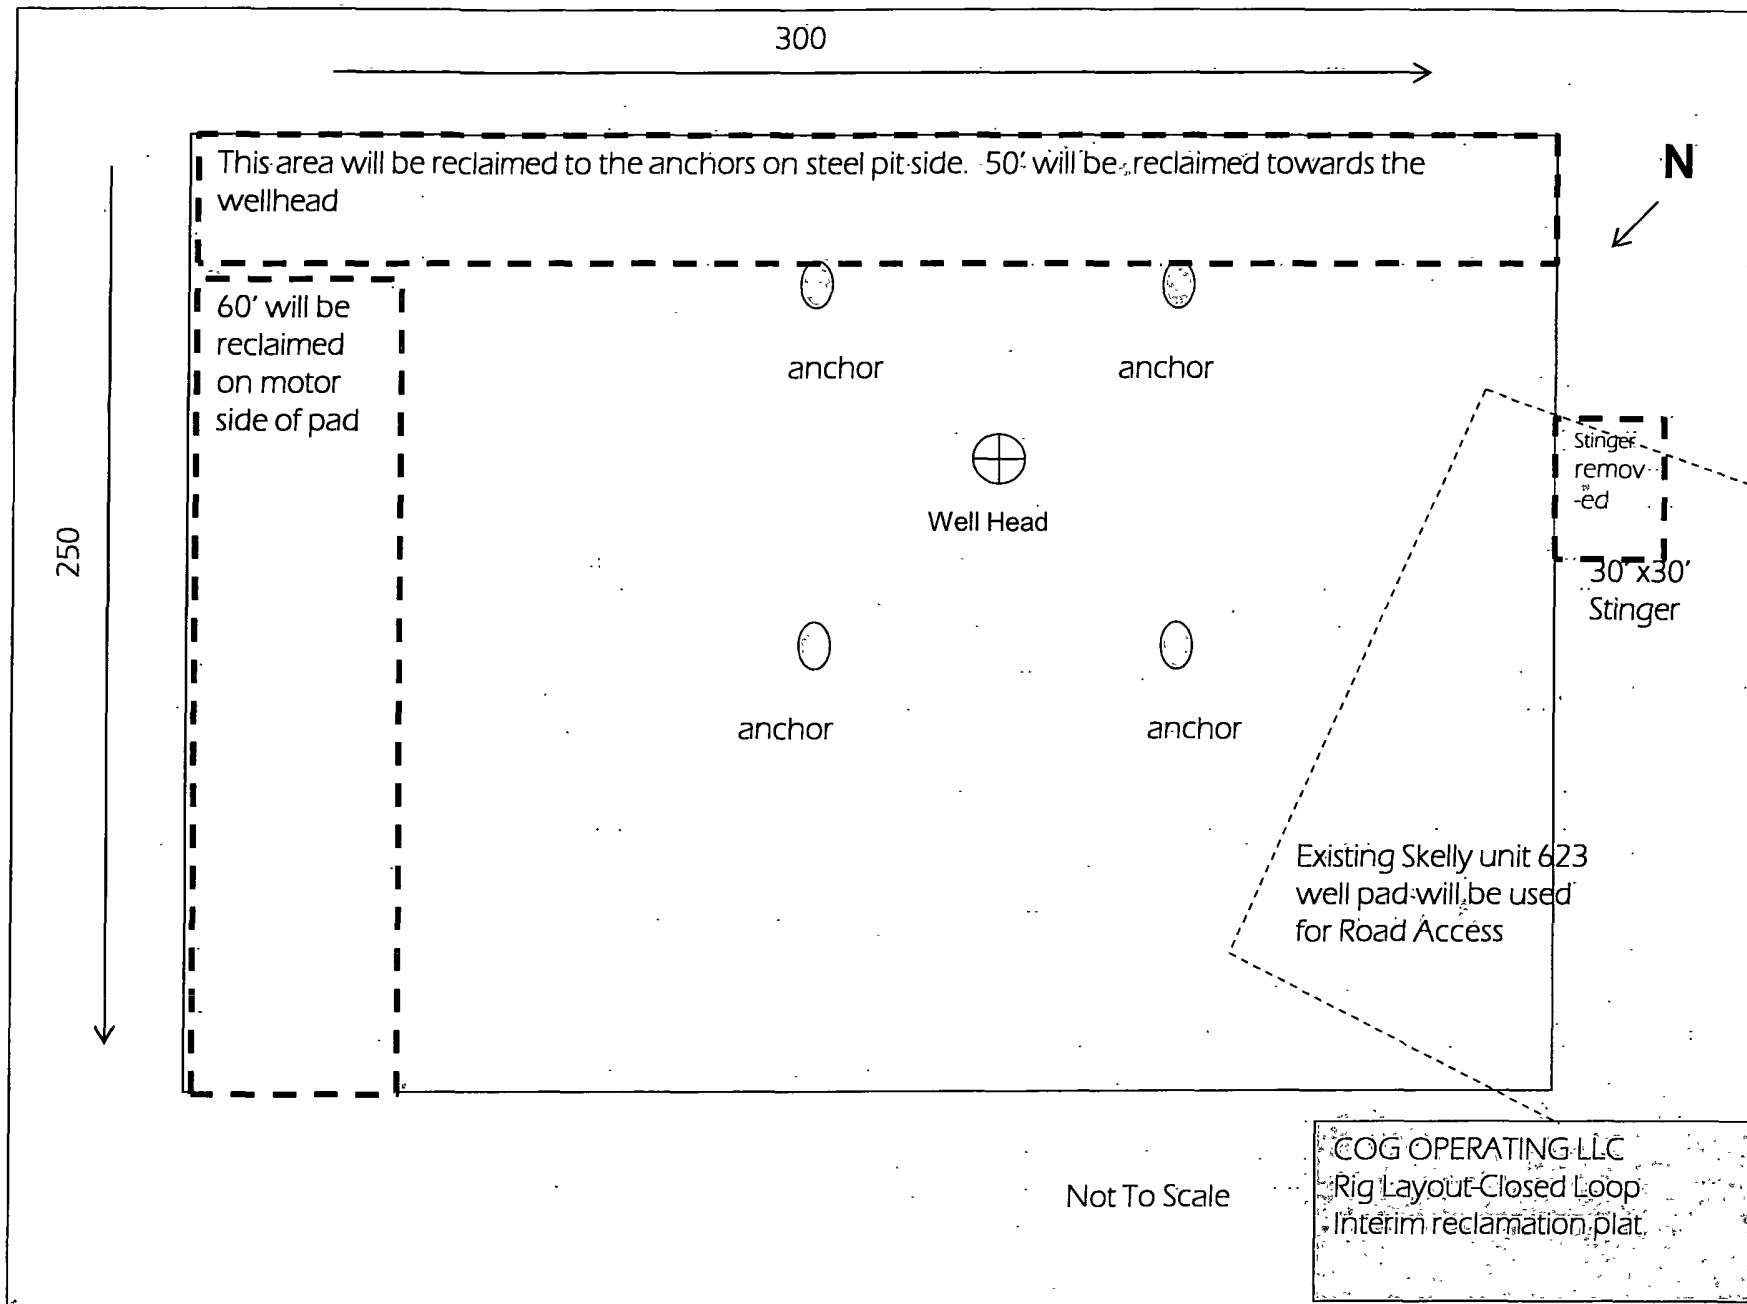 300
This area will be reclaimed to the anchors on steel pit side. 50' will be reclaimed towards the
wellhead
N
60' will be
reclaimed
on motor
side of pad
anchor
anchor
Stinger
remov
-ed
Well Head
250
30' x30'
Stinger
anchor
anchor
Existing Skelly unit 623
well pad will be used
for Road Access
Not To Scale
COG OPERATING LLC
Rig Layout-Closed Loop
Interim reclamation plat